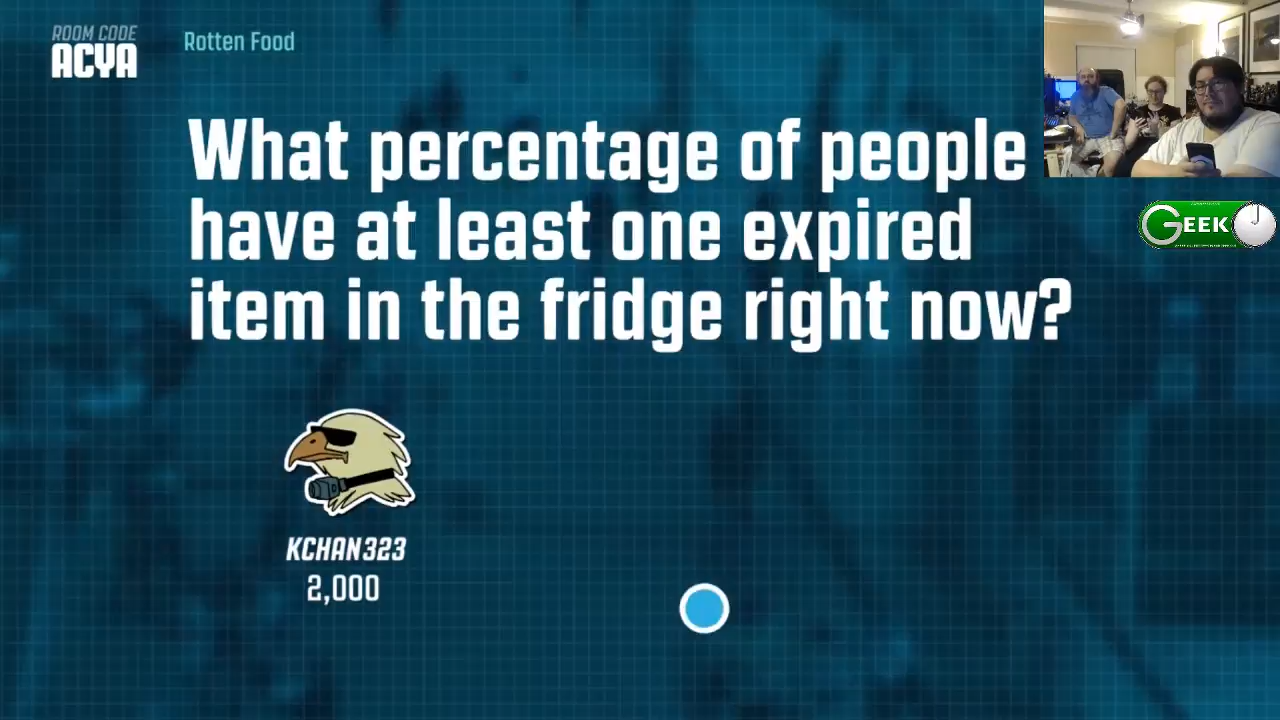 ROOM CODE
ACYA
Rotten Food
What percentage of people
have at least one expired
item in the fridge right now?
GEEK
KCHAN323
2,000